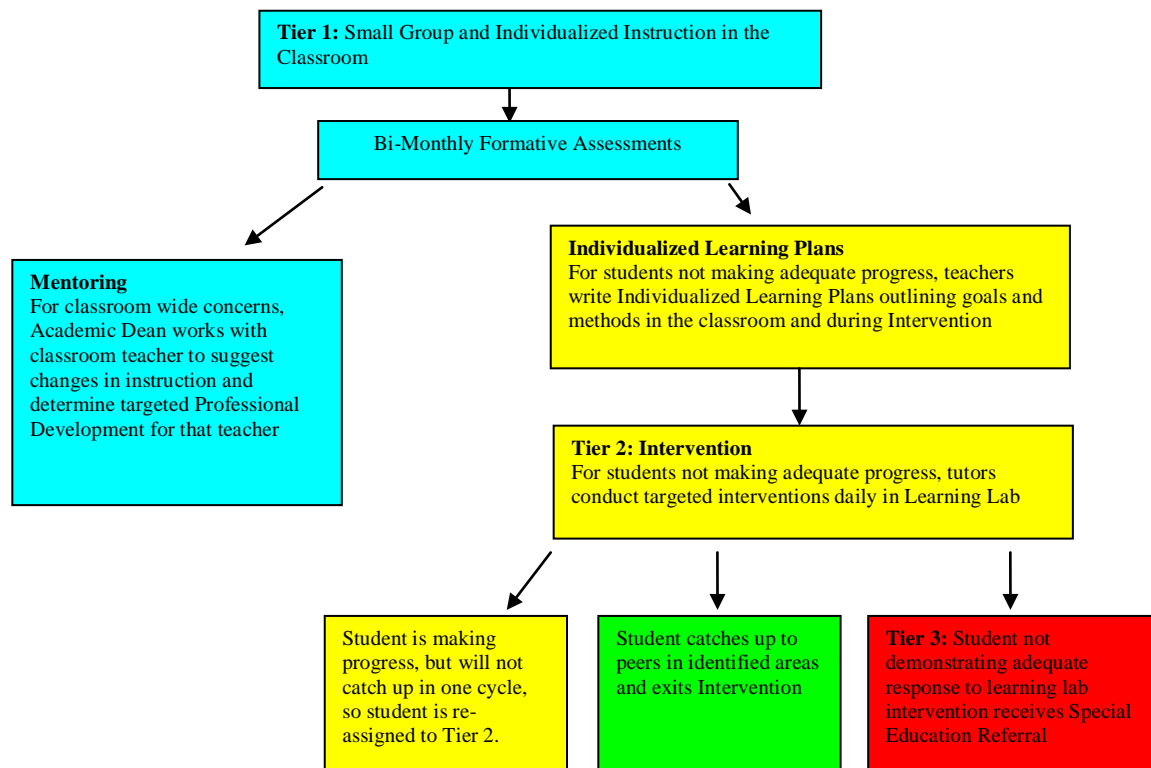 Tier 1: Small Group and Individualized Instruction in the
Classroom
Bi-Monthly Formative Assessments
Mentoring
For classroom wide concerns,
Academic Dean works with
classroom teacher to suggest
changes in instruction and
determine targeted Professional
Development for that teacher
Individualized Learning Plans
For students not making adequate progress, teachers
write Individualized Learning Plans outlining goals and
methods in the classroom and during Intervention
Tier 2: Intervention
For students not making adequate progress, tutors
conduct targeted interventions daily in Learning Lab
Student is making
progress, but will not
catch up in one cycle,
so student is re-
assigned to Tier 2.
Student catches up to
peers in identified areas
and exits Intervention
Tier 3: Student not
demonstrating adequate
response to learning lab
intervention receives Special
Education Referral